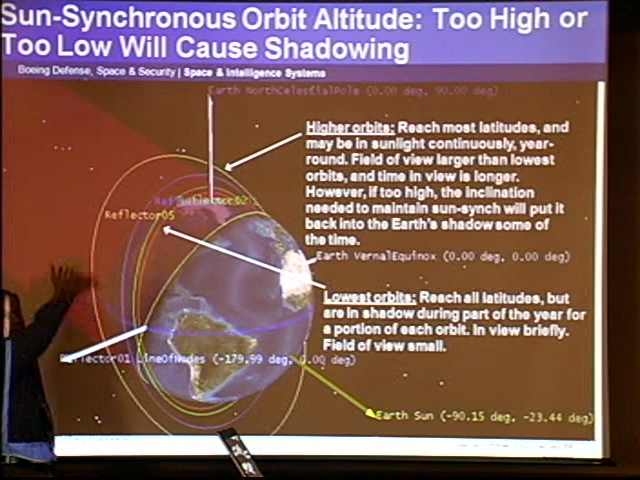 Sun-Synchronous Orbit Altitude: Too High or
Too Low Will Cause Shadowing
Boeing Defense, Space & Security | Space & Intelligence Systems
Earth NorthCelestialPole (0.00 deg, 90.00 deg)
Higher orbits: Reach most latitudes, and
may be in sunlight continuously, year-
round. Field of view larger than lowest
orbits, and time in view is longer.
However, if too high, the inclination
needed to maintain sun-synch will put it
back into the Earth's shadow some of
the time.
Reflector05
Earth VernalEquinox (0.00 deg, 0.00 deg)
Lowest orbits: Reach all latitudes, but
are in shadow during part of the year for
a portion of each orbit. In view briefly.
Field of view small.
Reflector01 LineOfNodes (-179.99 deg, 0.00 deg)
Earth Sun (-90.15 deg, -23.44 deg)